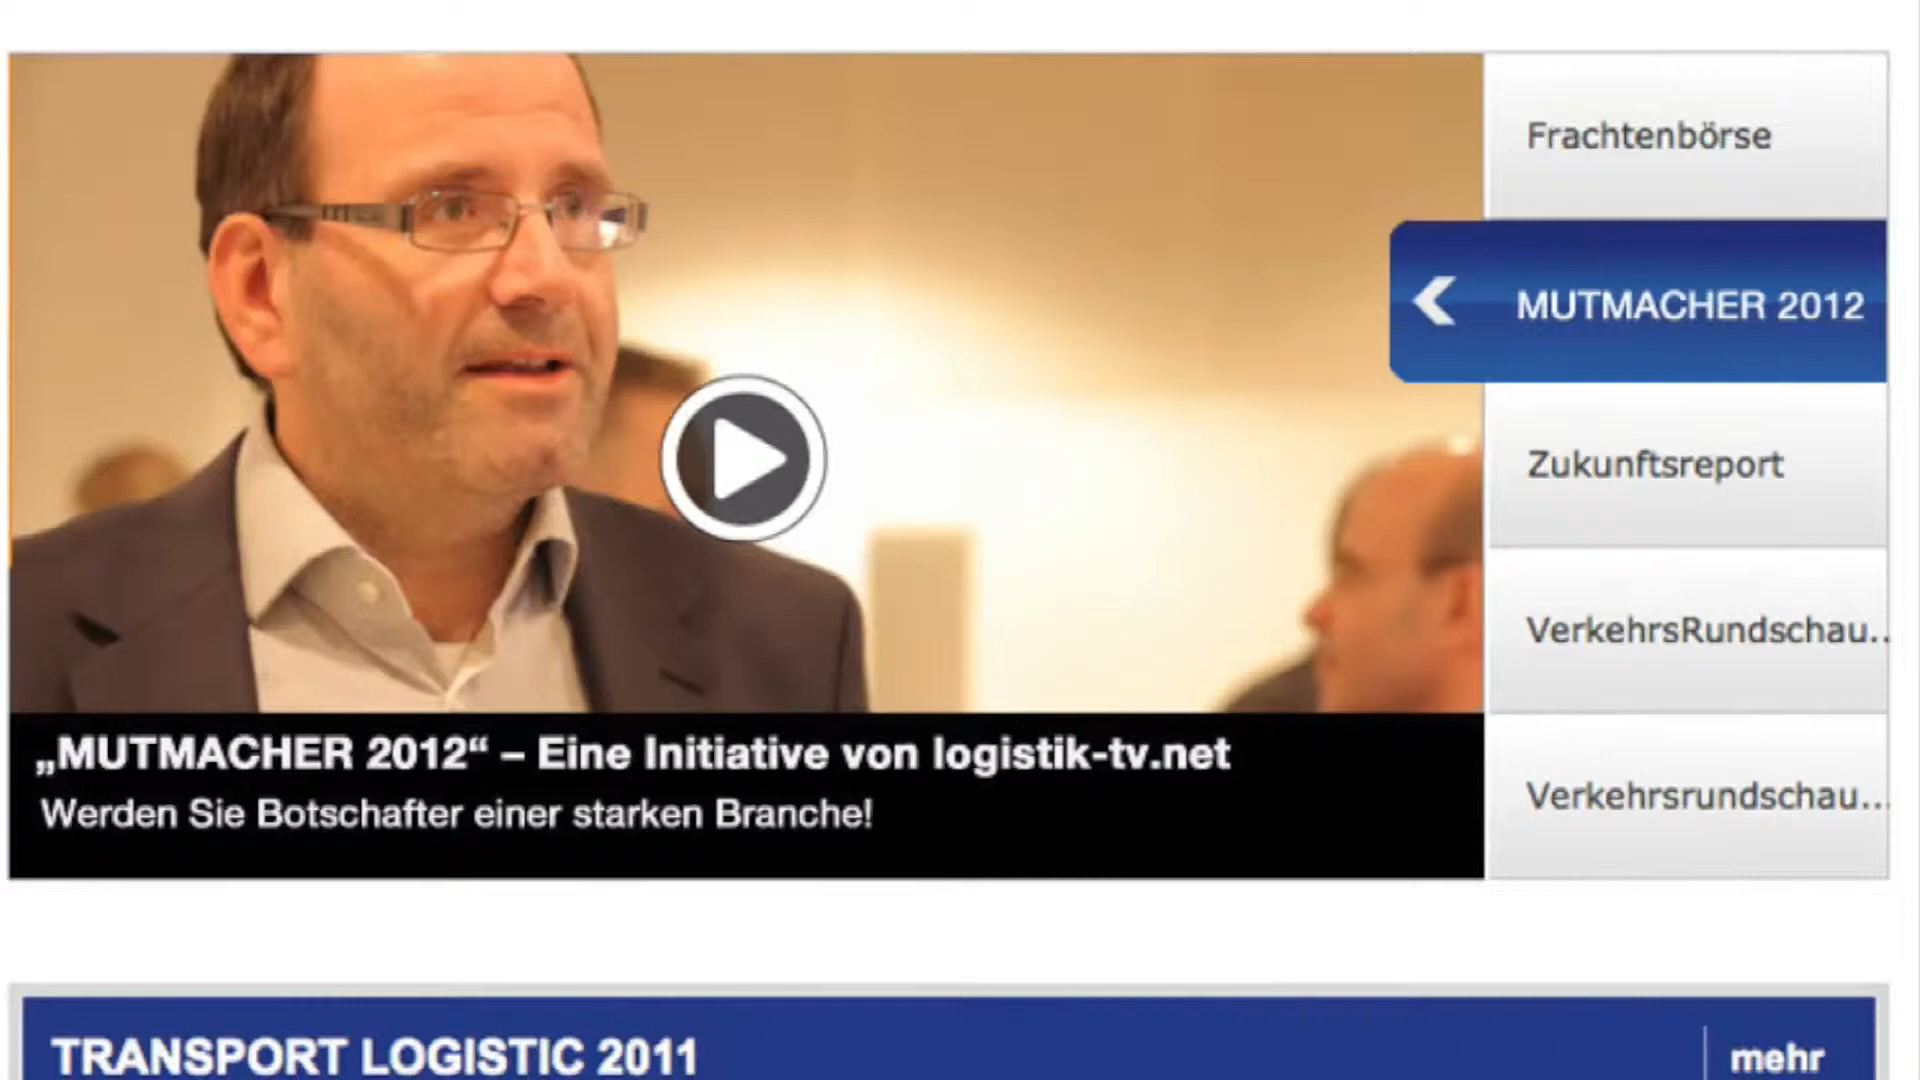 Frachtenbörse
MUTMACHER 2012
Zukunftsreport
VerkehrsRundschau...
Verkehrsrundschau...
„MUTMACHER 2012“ – Eine Initiative von logistik-tv.net
Werden Sie Botschafter einer starken Branche!
TRANSPORT LOGISTIC 2011
mehr